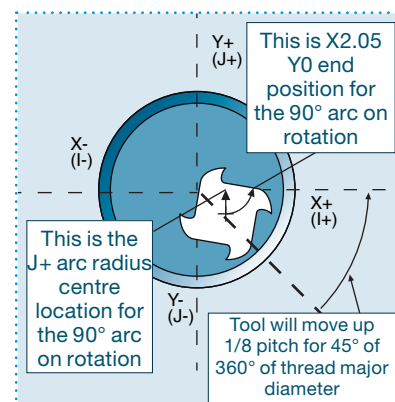 Y+
(J+)
This is X2.05
Y0 end
position for
the 90° arc on
rotation
X-
(I-)
X+
(I+)
This is the
J+ arc radius
centre
location for
the 90° arc
on rotation
Y-
(J-)
Tool will move up
1/8 pitch for 45° of
360° of thread major
diameter